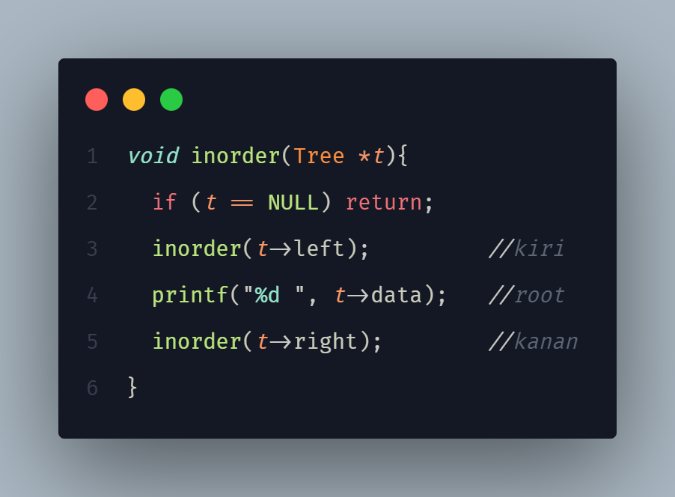 1 void inorder(Tree *t){
2 if (t == NULL) return;
3 inorder(t->left); //kiri
4 printf("%d ", t->data); //root
5 inorder(t->right); //kanan
6 }